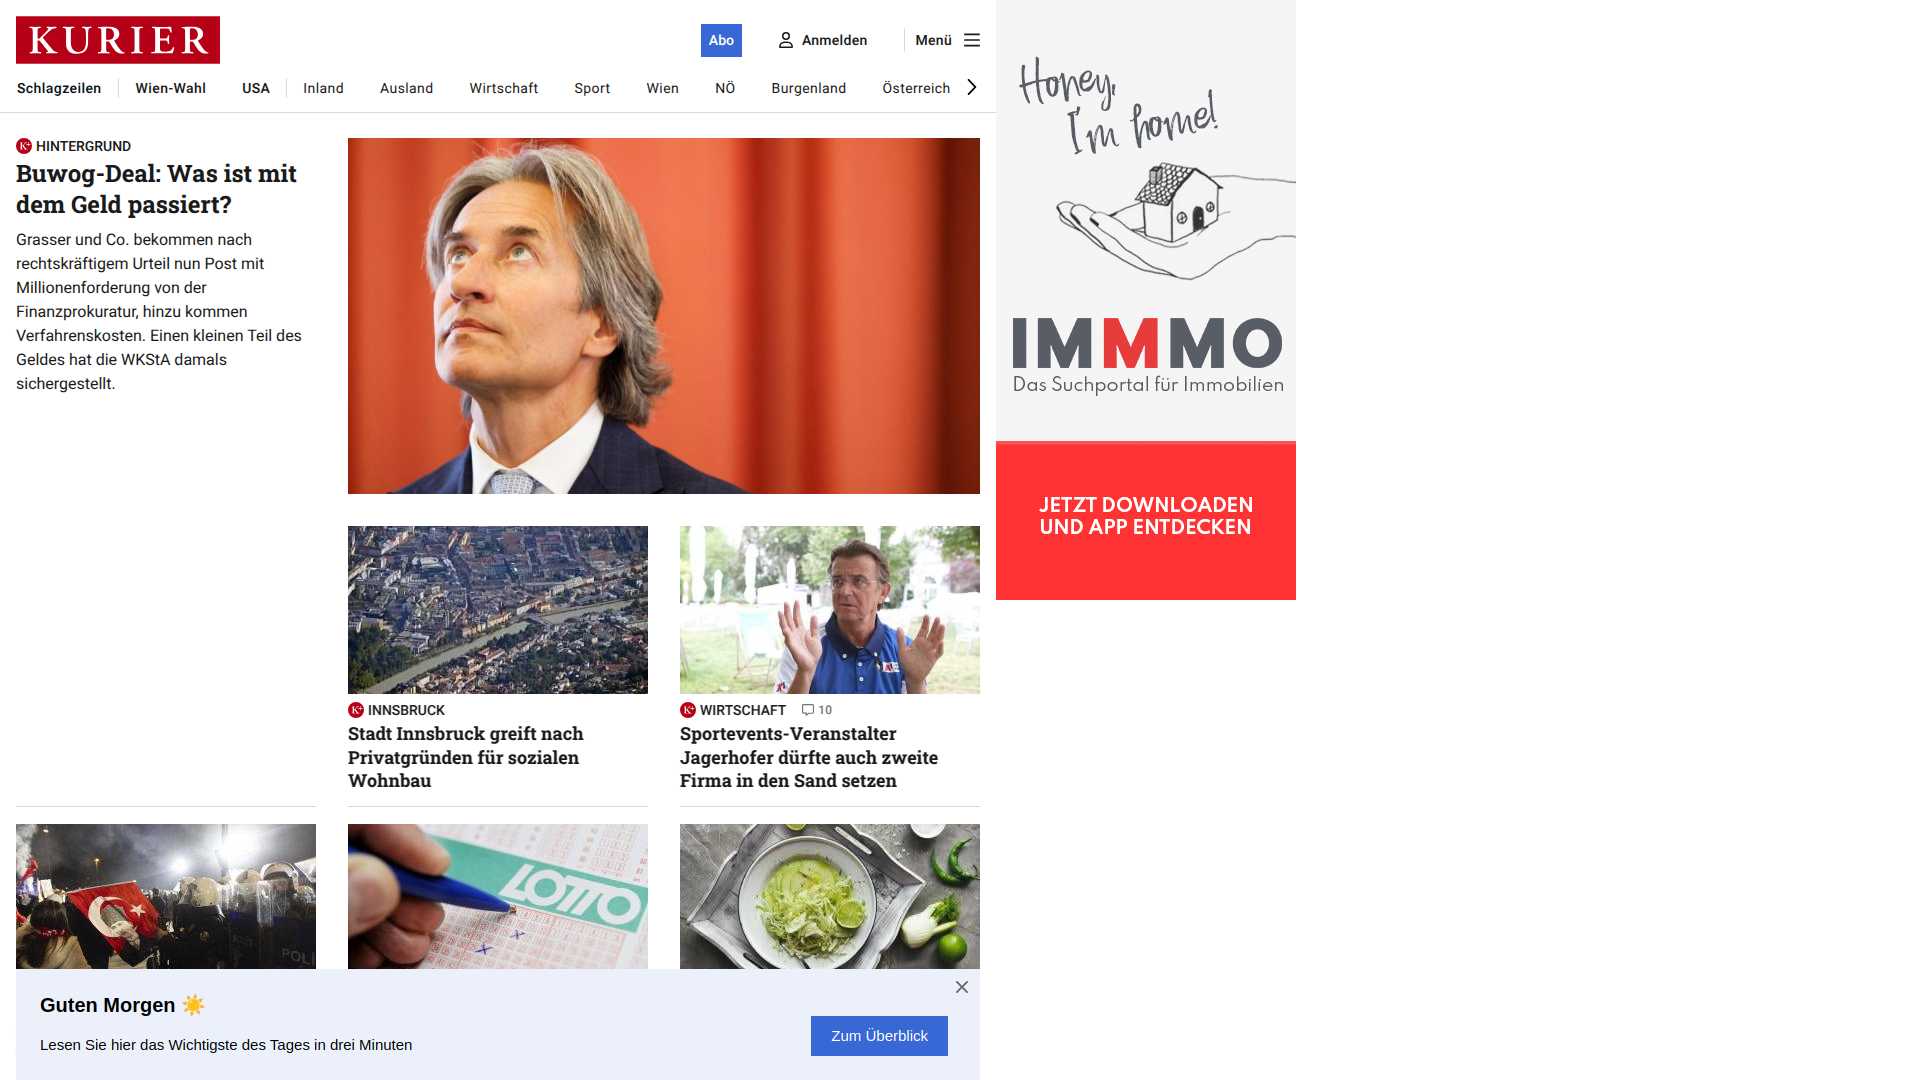 KURIER
Abo
Anmelden
Menü
Schlagzeilen
Wien-Wahl
USA
Inland
Ausland
Wirtschaft
Sport
Wien
NÖ
Burgenland
Österreich
K+ HINTERGRUND
Buwog-Deal: Was ist mit
dem Geld passiert?
Grasser und Co. bekommen nach
rechtskräftigem Urteil nun Post mit
Millionenforderung von der
Finanzprokuratur, hinzu kommen
Verfahrenskosten. Einen kleinen Teil des
Geldes hat die WKStA damals
sichergestellt.
K+ INNSBRUCK
Stadt Innsbruck greift nach
Privatgründen für sozialen
Wohnbau
K+ WIRTSCHAFT 10
Sportevents-Veranstalter
Jagerhofer dürfte auch zweite
Firma in den Sand setzen
LOTTO
Guten Morgen ☀️
Lesen Sie hier das Wichtigste des Tages in drei Minuten
Zum Überblick
Honey,
I'm home!
IMMMO
Das Suchportal für Immobilien
JETZT DOWNLOADEN
UND APP ENTDECKEN